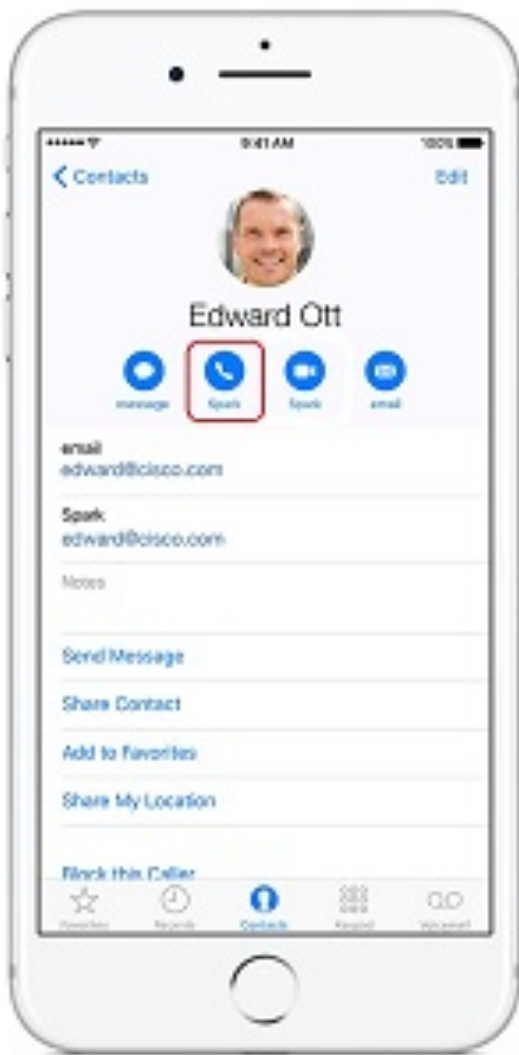 9:41 AM 100%
Contacts Edit
Edward Ott
message Spark Spark email
email
edward@cisco.com
Spark
edward@cisco.com
Notes
Send Message
Share Contact
Add to Favorites
Share My Location
Block this Caller
Favorites Recents Contacts Keypad Voicemail